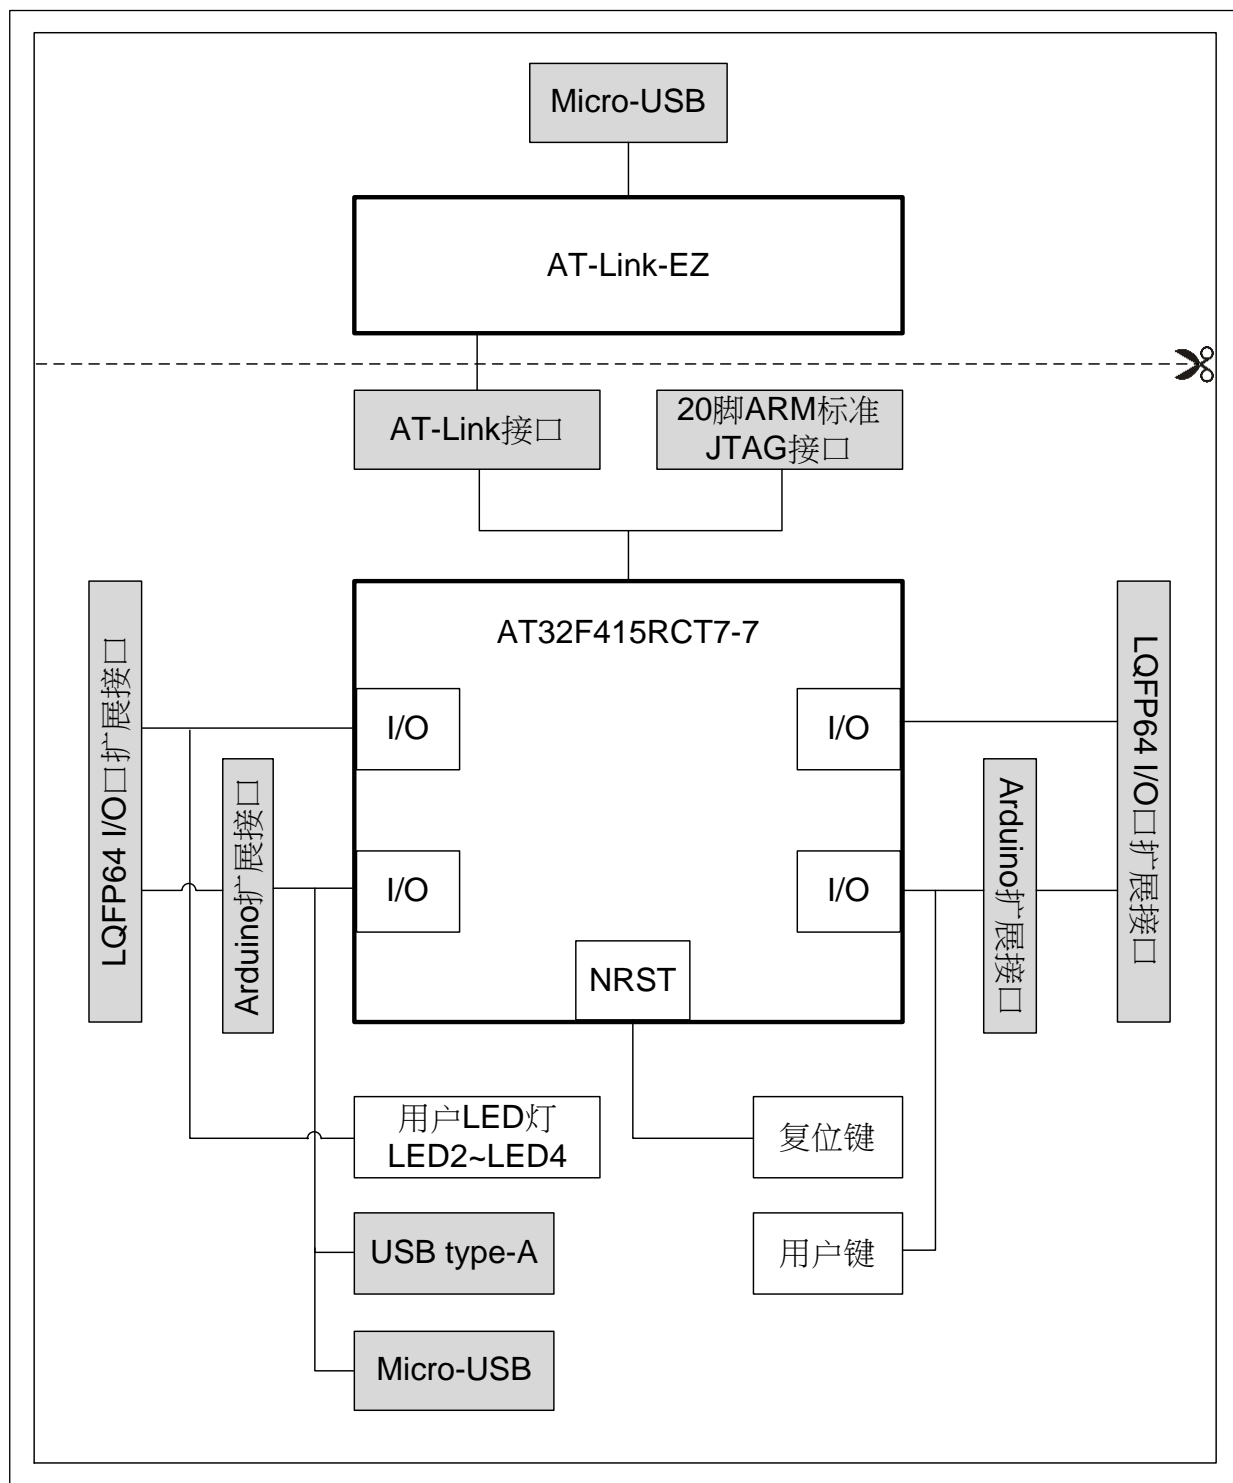 Micro-USB
AT-Link-EZ
AT-Link接口
20脚ARM标准
JTAG接口
AT32F415RCT7-7
LQFP64 I/O口扩展接口
Arduino扩展接口
I/O
I/O
I/O
I/O
NRST
Arduino扩展接口
LQFP64 I/O口扩展接口
用户LED灯
LED2~LED4
复位键
USB type-A
用户键
Micro-USB